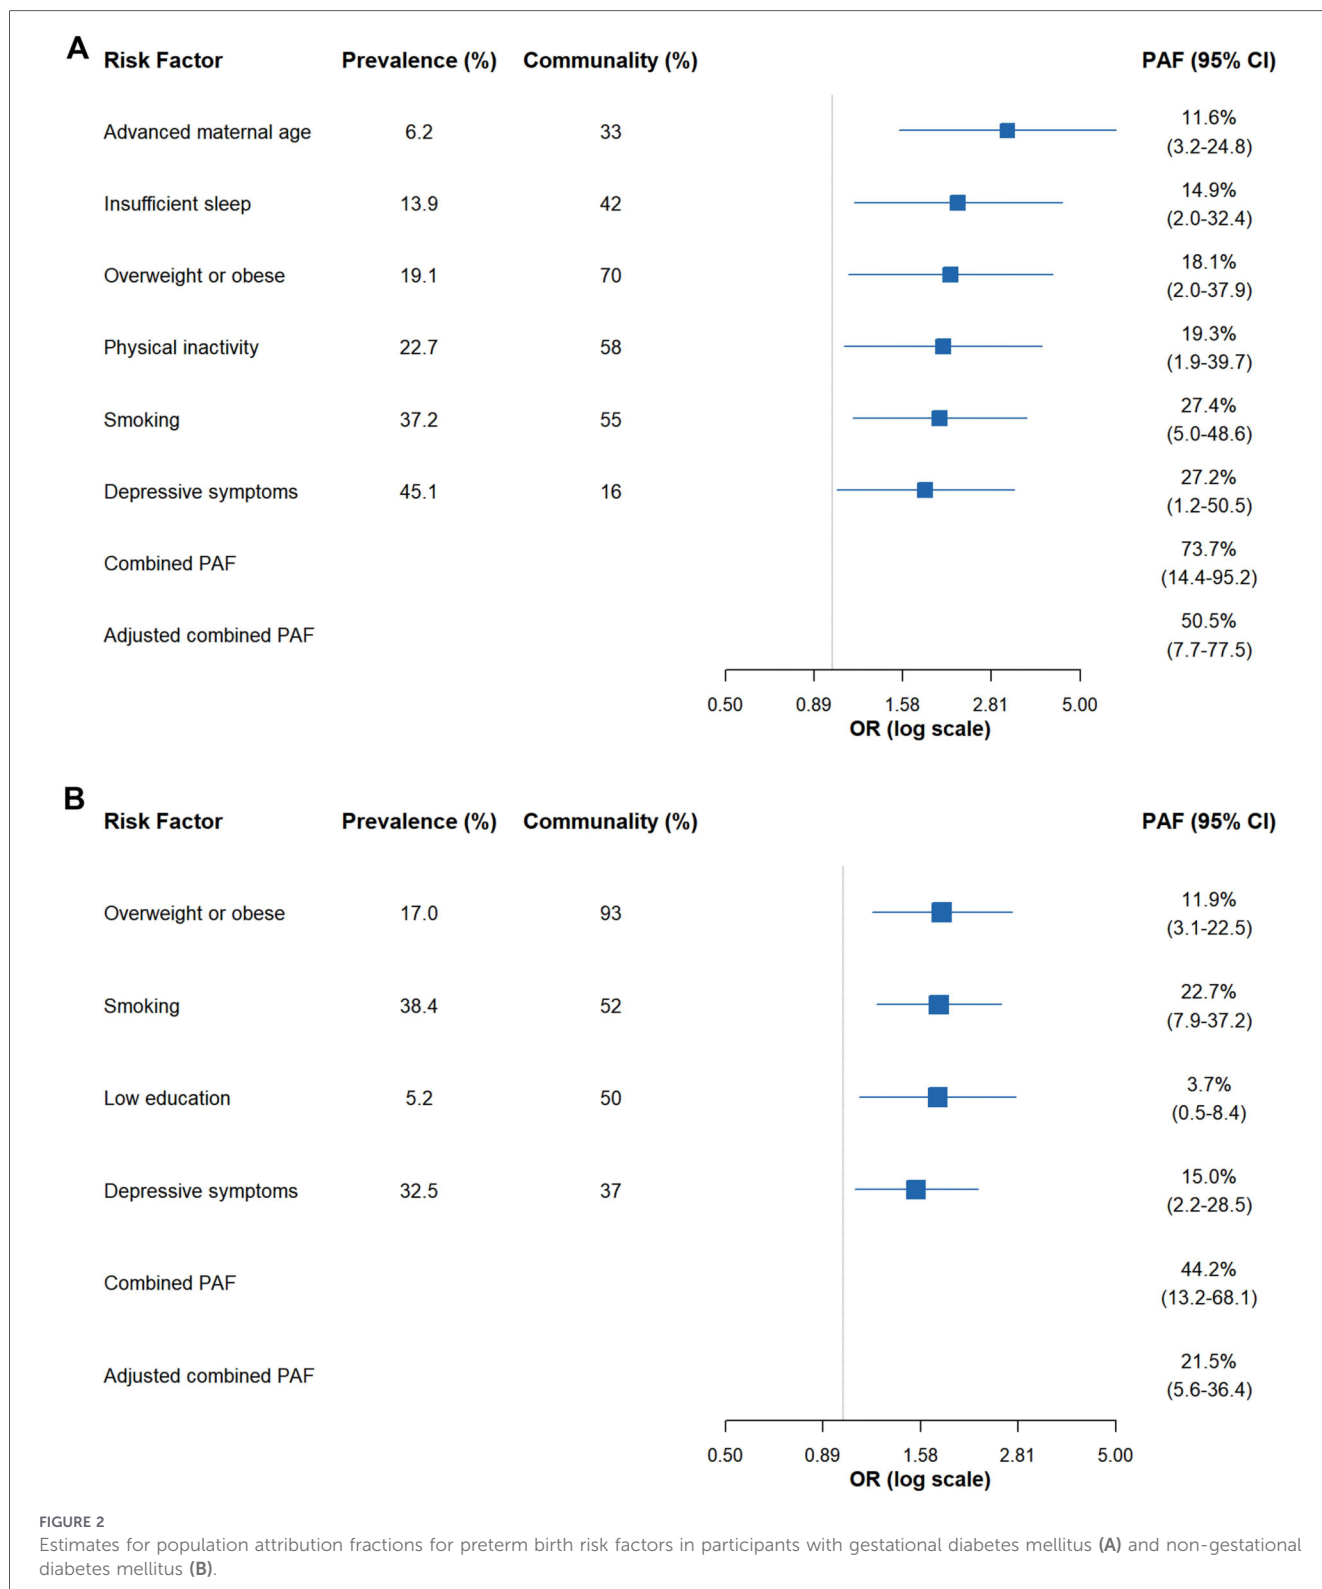 A
Risk Factor Prevalence (%) Communality (%) PAF (95% CI)
Advanced maternal age 6.2 33 11.6%
(3.2-24.8)
Insufficient sleep 13.9 42 14.9%
(2.0-32.4)
Overweight or obese 19.1 70 18.1%
(2.0-37.9)
Physical inactivity 22.7 58 19.3%
(1.9-39.7)
Smoking 37.2 55 27.4%
(5.0-48.6)
Depressive symptoms 45.1 16 27.2%
(1.2-50.5)
Combined PAF 73.7%
(14.4-95.2)
Adjusted combined PAF 50.5%
(7.7-77.5)
0.50 0.89 1.58 2.81 5.00
OR (log scale)
B
Risk Factor Prevalence (%) Communality (%) PAF (95% CI)
Overweight or obese 17.0 93 11.9%
(3.1-22.5)
Smoking 38.4 52 22.7%
(7.9-37.2)
Low education 5.2 50 3.7%
(0.5-8.4)
Depressive symptoms 32.5 37 15.0%
(2.2-28.5)
Combined PAF 44.2%
(13.2-68.1)
Adjusted combined PAF 21.5%
(5.6-36.4)
0.50 0.89 1.58 2.81 5.00
OR (log scale)
FIGURE 2
Estimates for population attribution fractions for preterm birth risk factors in participants with gestational diabetes mellitus (A) and non-gestational
diabetes mellitus (B).